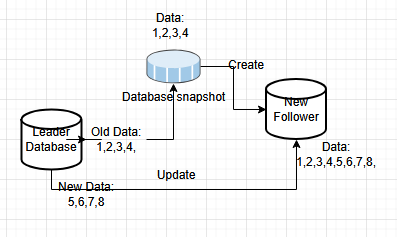 Data:
1,2,3,4
Create
Database snapshot
New
Follower
Leader
Database
Old Data:
1,2,3,4,
Data:
1,2,3,4,5,6,7,8,
Update
New Data:
5,6,7,8